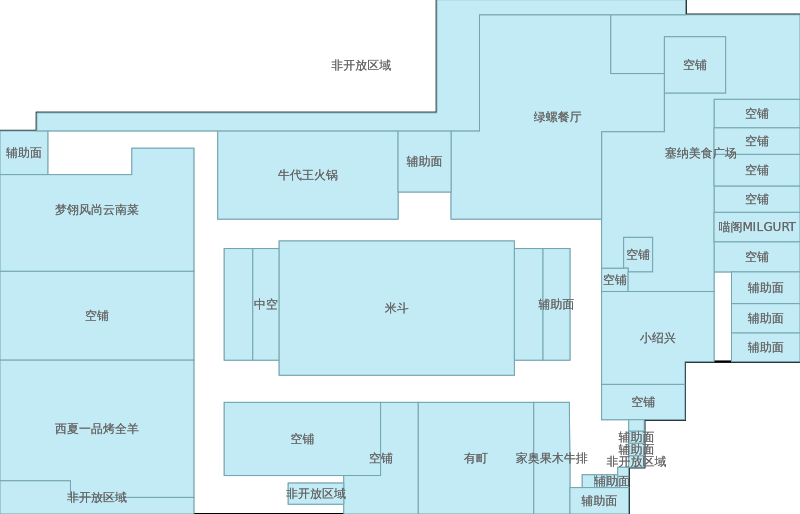 非开放区域
空铺
空铺
绿螺餐厅
空铺
塞纳美食广场
辅助面
辅助面
空铺
牛代王火锅
空铺
梦翎风尚云南菜
喵阁MILGURT
空铺
空铺
空铺
辅助面
中空
米斗
辅助面
空铺
辅助面
小绍兴
辅助面
空铺
西夏一品烤全羊
空铺
有町
家奥果木牛排
空铺
辅助面
辅助面
非开放区域
辅助面
非开放区域
非开放区域
辅助面